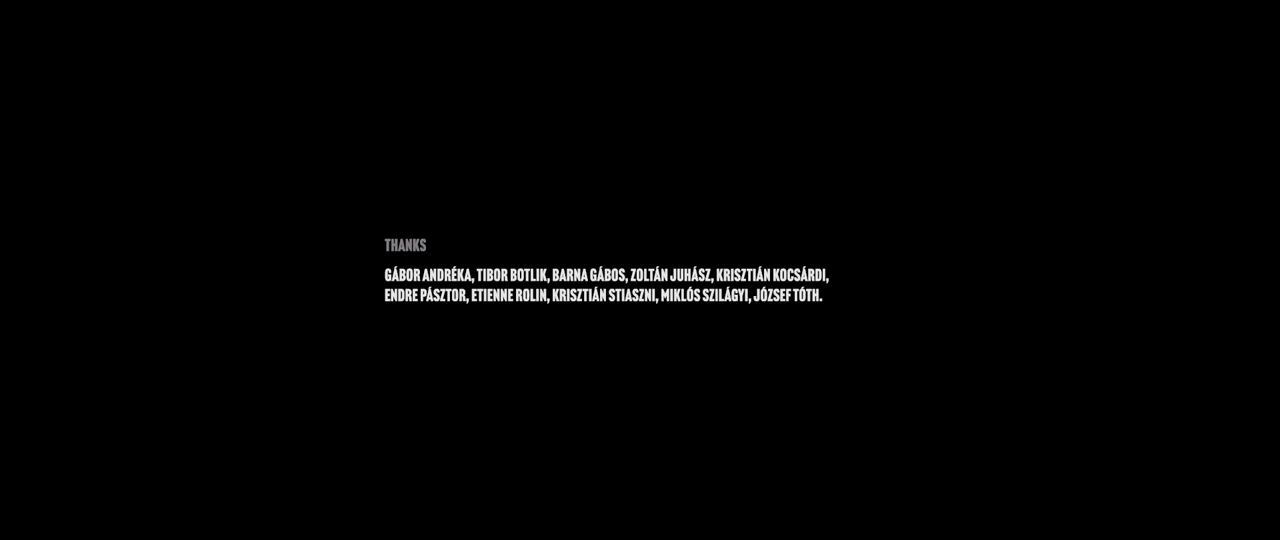 THANKS
GÁBOR ANDRÉKA, TIBOR BOTLIK, BARNA GÁBOS, ZOLTÁN JUHÁSZ, KRISZTIÁN KOCSÁRDI,
ENDRE PÁSZTOR, ETIENNE ROLIN, KRISZTIÁN STIASZNI, MIKLÓS SZILÁGYI, JÓZSEF TÓTH.